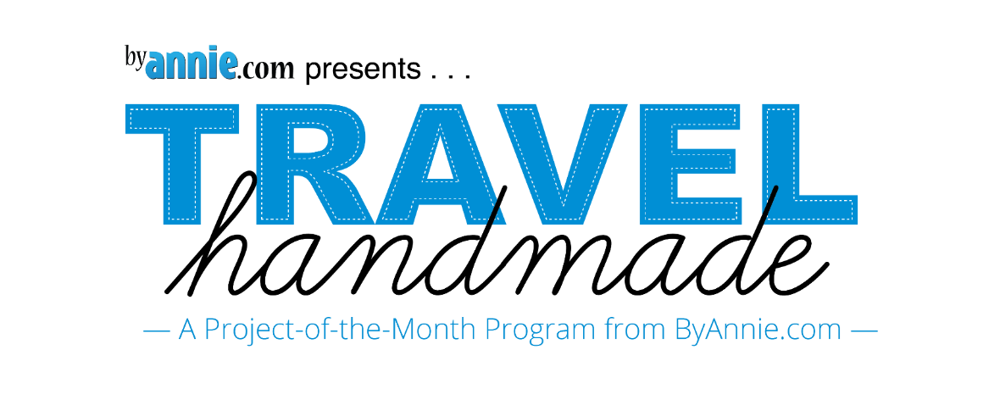 byannie.com presents . . .
TRAVEL
handmade
— A Project-of-the-Month Program from ByAnnie.com —